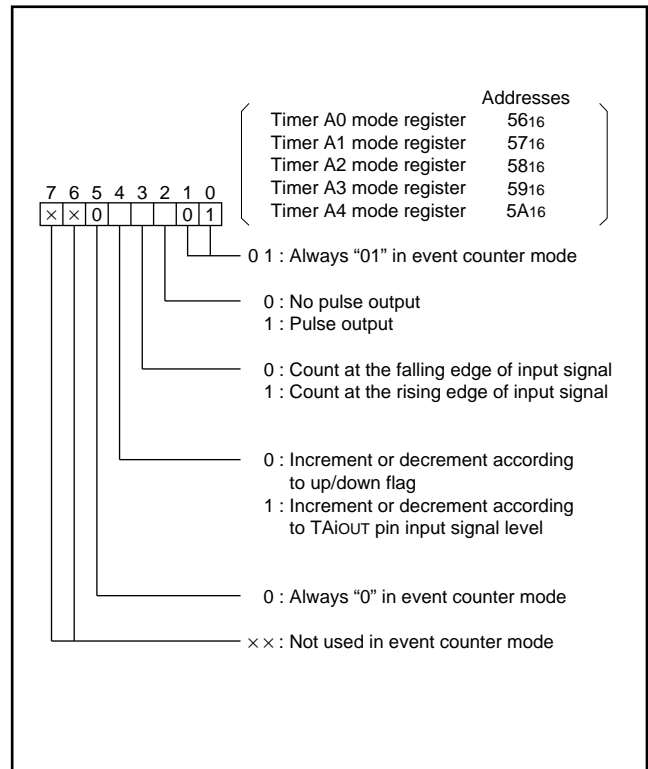 Addresses
Timer A0 mode register 5616
Timer A1 mode register 5716
Timer A2 mode register 5816
Timer A3 mode register 5916
Timer A4 mode register 5A16
7 6 5 4 3 2 1 0
× × 0 0 1
0 1 : Always “01” in event counter mode
0 : No pulse output
1 : Pulse output
0 : Count at the falling edge of input signal
1 : Count at the rising edge of input signal
0 : Increment or decrement according
to up/down flag
1 : Increment or decrement according
to TAiOUT pin input signal level
0 : Always “0” in event counter mode
×× : Not used in event counter mode